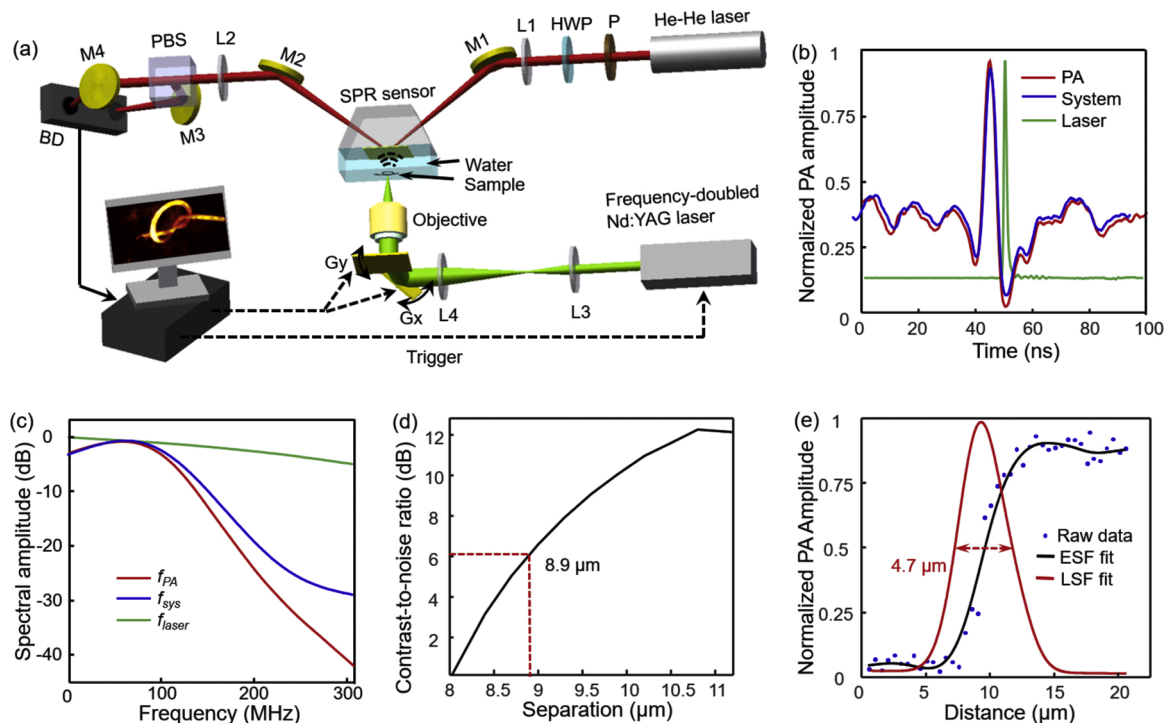 (a)
M4
PBS
L2
M2
M1
L1
HWP
P
He-He laser
SPR sensor
BD
M3
Water
Sample
Objective
Frequency-doubled
Nd:YAG laser
Gy
Gx
L4
L3
Trigger
(b)
Normalized PA amplitude
1
0.75
0.5
0.25
0
0
20
40
60
80
100
Time (ns)
PA
System
Laser
(c)
Spectral amplitude (dB)
0
-10
-20
-30
-40
0
100
200
300
Frequency (MHz)
fPA
fsys
flaser
(d)
Contrast-to-noise ratio (dB)
12
10
8
6
4
2
8
8.5
9
9.5
10
10.5
11
Separation (μm)
8.9 μm
(e)
Normalized PA Amplitude
1
0.75
0.5
0.25
0
0
5
10
15
20
Distance (μm)
4.7 μm
Raw data
ESF fit
LSF fit